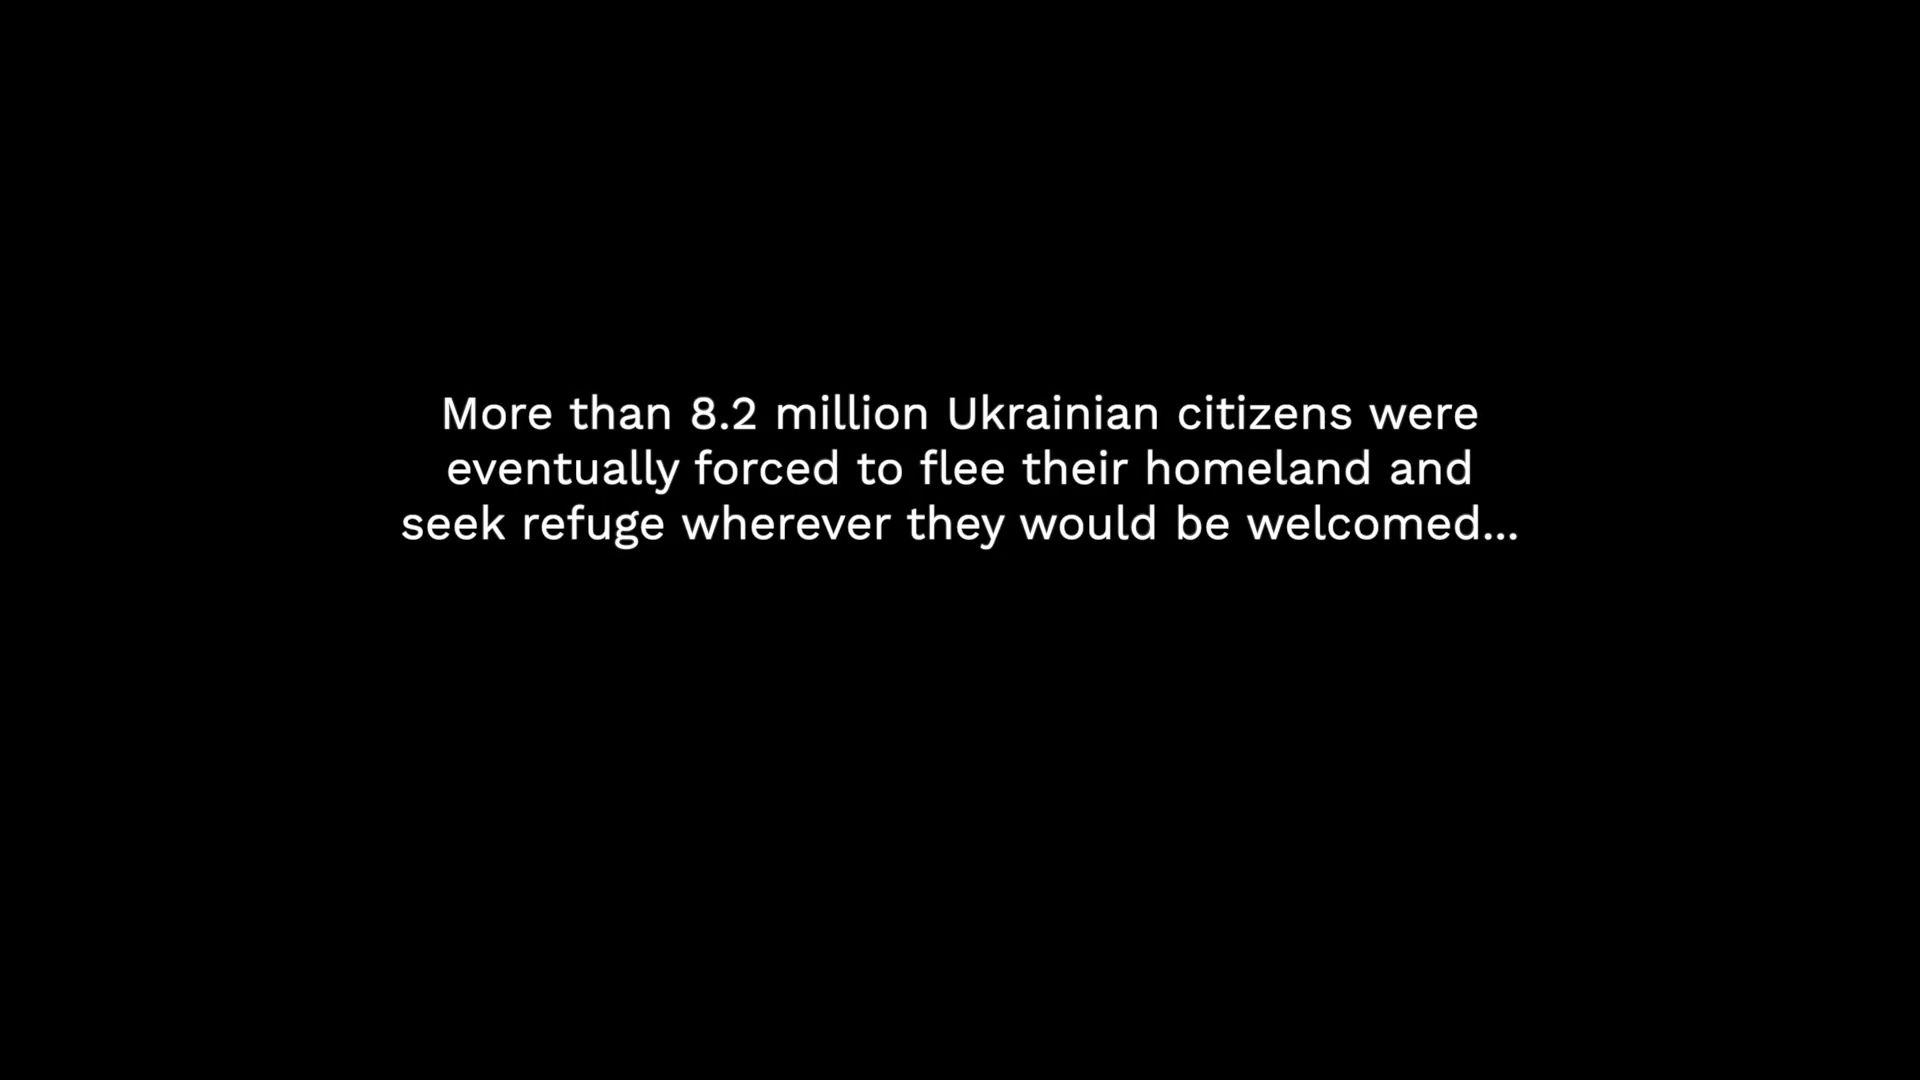 More than 8.2 million Ukrainian citizens were
eventually forced to flee their homeland and
seek refuge wherever they would be welcomed...